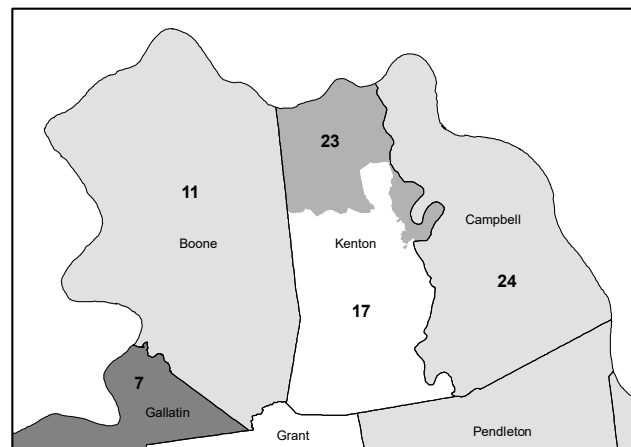 23
11
Campbell
Boone
Kenton
24
17
7
Gallatin
Grant
Pendleton